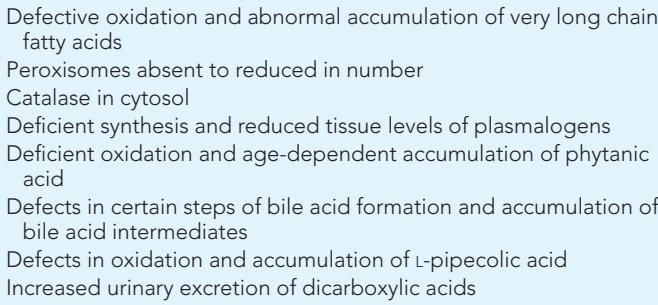 Defective oxidation and abnormal accumulation of very long chain
fatty acids
Peroxisomes absent to reduced in number
Catalase in cytosol
Deficient synthesis and reduced tissue levels of plasmalogens
Deficient oxidation and age-dependent accumulation of phytanic
acid
Defects in certain steps of bile acid formation and accumulation of
bile acid intermediates
Defects in oxidation and accumulation of L-pipecolic acid
Increased urinary excretion of dicarboxylic acids